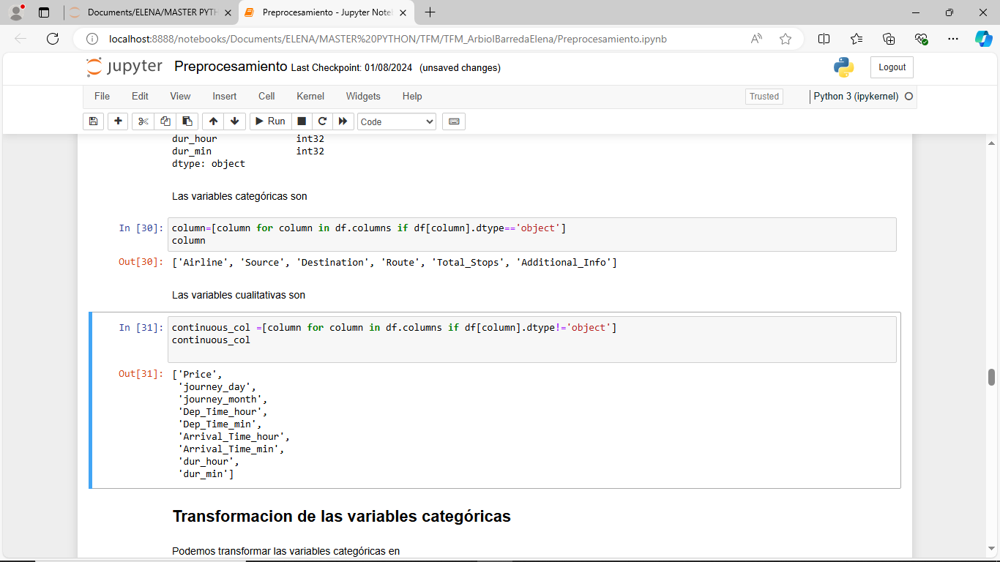 Documents/ELENA/MASTER PYTH
Preprocesamiento - Jupyter Note
localhost:8888/notebooks/Documents/ELENA/MASTER%20PYTHON/TFM/TFM_ArbiolBarredaElena/Preprocesamiento.ipynb
jupyter Preprocesamiento Last Checkpoint: 01/08/2024 (unsaved changes)
Logout
File Edit View Insert Cell Kernel Widgets Help
Trusted
Python 3 (ipykernel)
Run
Code
dur_hour int32
dur_min int32
dtype: object
Las variables categóricas son
In [30]: column=[column for column in df.columns if df[column].dtype=='object']
column
Out[30]: ['Airline', 'Source', 'Destination', 'Route', 'Total_Stops', 'Additional_Info']
Las variables cualitativas son
In [31]: continuous_col =[column for column in df.columns if df[column].dtype!='object']
continuous_col
Out[31]: ['Price',
'journey_day',
'journey_month',
'Dep_Time_hour',
'Dep_Time_min',
'Arrival_Time_hour',
'Arrival_Time_min',
'dur_hour',
'dur_min']
Transformacion de las variables categóricas
Podemos transformar las variables categóricas en